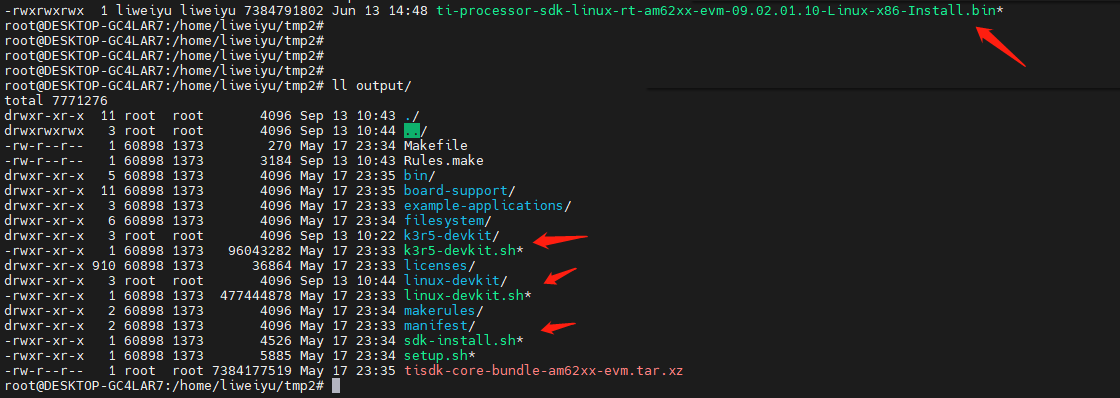 -rwxrwxrwx  1 liweiyu liweiyu 7384791802 Jun 13 14:48 ti-processor-sdk-linux-rt-am62xx-evm-09.02.01.10-Linux-x86-Install.bin*
root@DESKTOP-GC4LAR7:/home/liweiyu/tmp2#
root@DESKTOP-GC4LAR7:/home/liweiyu/tmp2#
root@DESKTOP-GC4LAR7:/home/liweiyu/tmp2#
root@DESKTOP-GC4LAR7:/home/liweiyu/tmp2#
root@DESKTOP-GC4LAR7:/home/liweiyu/tmp2# ll output/
total 7771276
drwxr-xr-x  11 root  root       4096 Sep 13 10:43 ./
drwxrwxrwx   3 root  root       4096 Sep 13 10:44 ../
-rw-r--r--   1 60898 1373        270 May 17 23:34 Makefile
-rw-r--r--   1 60898 1373       3184 Sep 13 10:43 Rules.make
drwxr-xr-x   5 60898 1373       4096 May 17 23:35 bin/
drwxr-xr-x  11 60898 1373       4096 May 17 23:34 board-support/
drwxr-xr-x   3 60898 1373       4096 May 17 23:33 example-applications/
drwxr-xr-x   6 60898 1373       4096 May 17 23:34 filesystem/
drwxr-xr-x   3 root  root       4096 Sep 13 10:22 k3r5-devkit/
-rwxr-xr-x   1 60898 1373   96043282 May 17 23:33 k3r5-devkit.sh*
drwxr-xr-x 910 60898 1373      36864 May 17 23:33 licenses/
drwxr-xr-x   3 root  root       4096 Sep 13 10:44 linux-devkit/
-rwxr-xr-x   1 60898 1373  477444878 May 17 23:33 linux-devkit.sh*
drwxr-xr-x   2 60898 1373       4096 May 17 23:34 makerules/
drwxr-xr-x   2 60898 1373       4096 May 17 23:33 manifest/
-rwxr-xr-x   1 60898 1373       4526 May 17 23:34 sdk-install.sh*
-rwxr-xr-x   1 60898 1373       5885 May 17 23:34 setup.sh*
-rw-r--r--   1 root  root 7384177519 May 17 23:35 tisdk-core-bundle-am62xx-evm.tar.xz
root@DESKTOP-GC4LAR7:/home/liweiyu/tmp2#